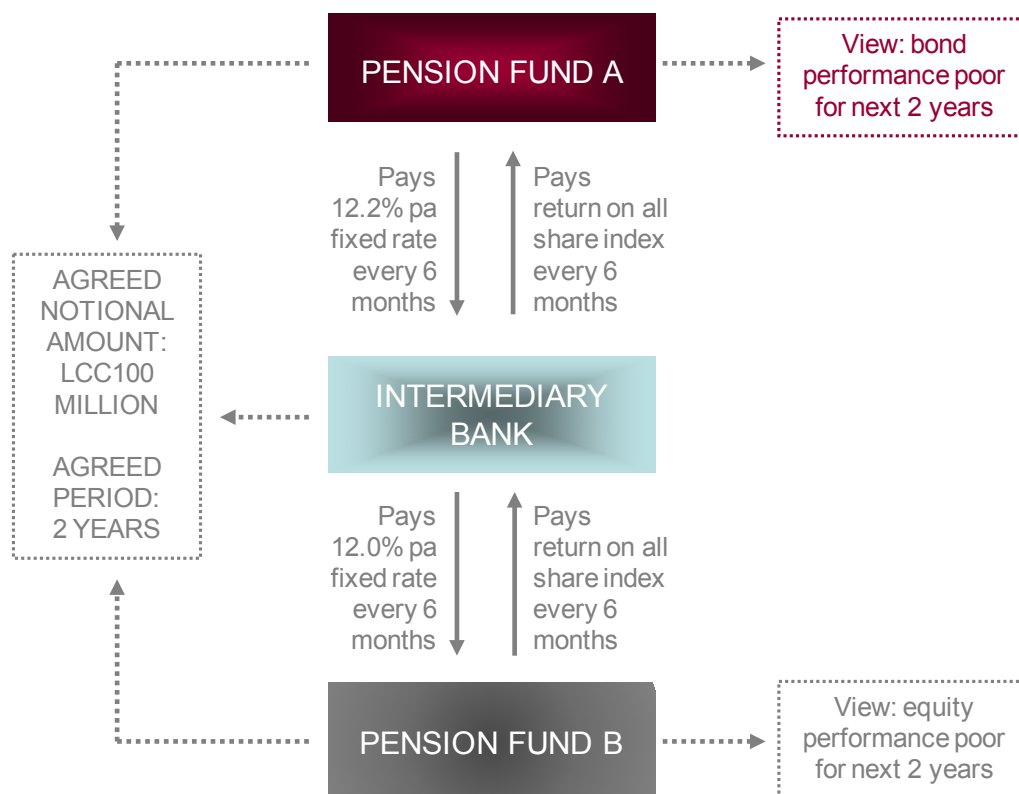 PENSION FUND A
View: bond
performance poor
for next 2 years
Pays
12.2% pa
fixed rate
every 6
months
Pays
return on all
share index
every 6
months
AGREED
NOTIONAL
AMOUNT:
LCC100
MILLION
AGREED
PERIOD:
2 YEARS
INTERMEDIARY
BANK
Pays
12.0% pa
fixed rate
every 6
months
Pays
return on all
share index
every 6
months
PENSION FUND B
View: equity
performance poor
for next 2 years